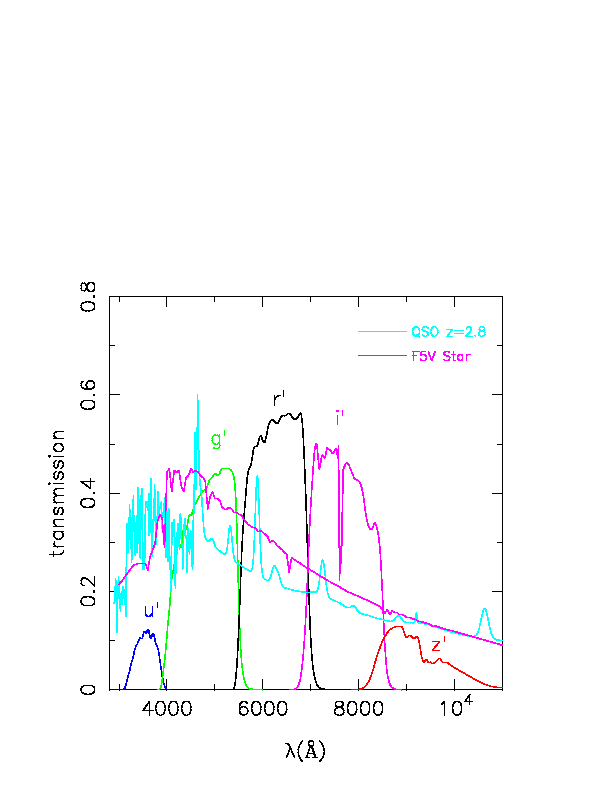 0.8
QSO z=2.8
F5V Star
r'
0.6
i'
g'
transmission
0.4
0.2
u'
z'
0
4000 6000 8000 10⁴
λ(Å)